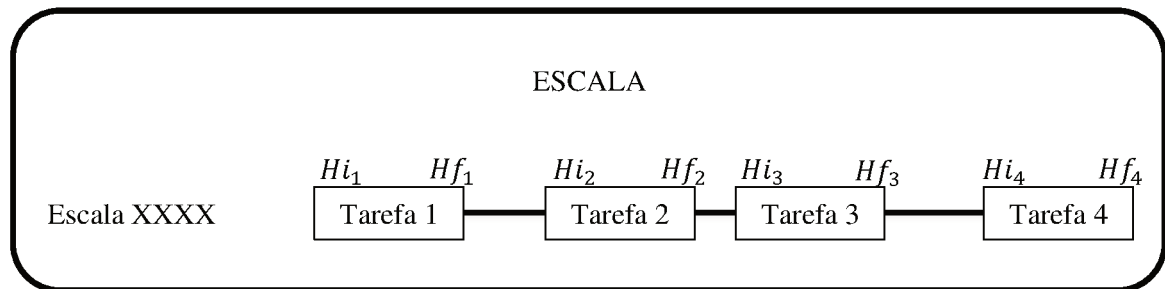 ESCALA
Hi₁ Hf₁ Hi₂ Hf₂ Hi₃ Hf₃ Hi₄ Hf₄
Escala XXXX Tarefa 1 Tarefa 2 Tarefa 3 Tarefa 4